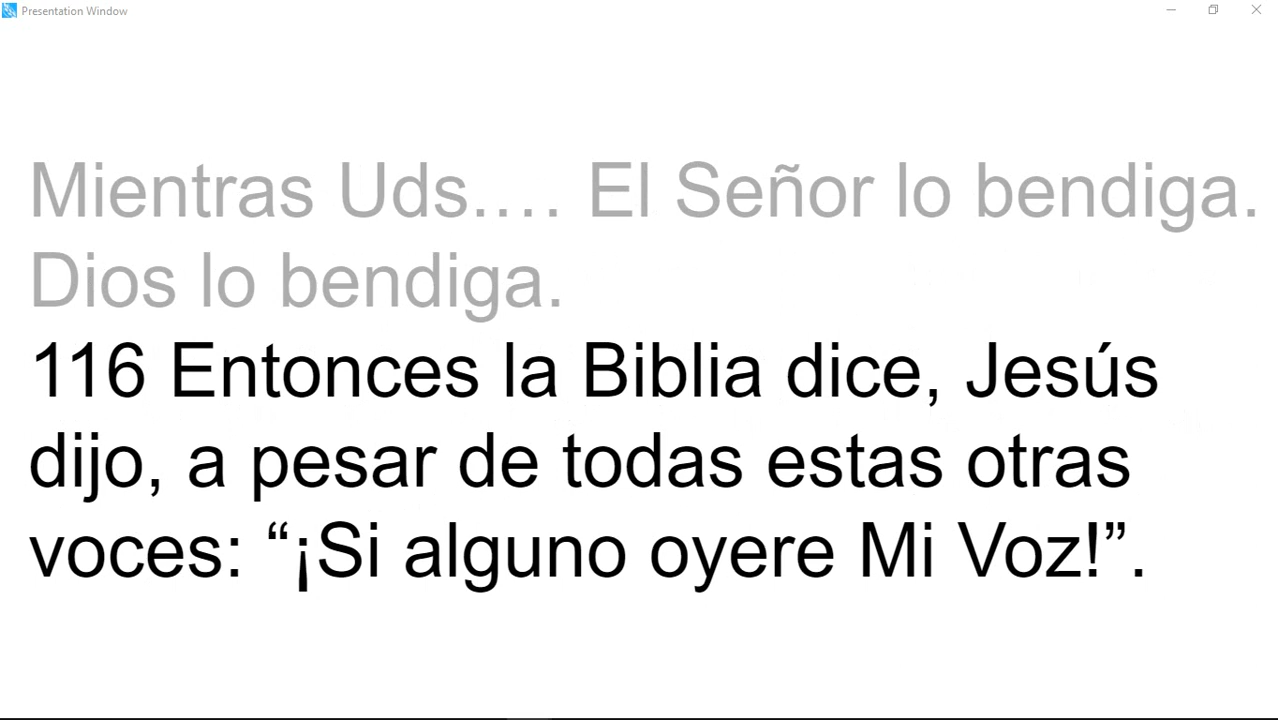 Presentation Window
Mientras Uds.... El Señor lo bendiga.
Dios lo bendiga.
116 Entonces la Biblia dice, Jesús
dijo, a pesar de todas estas otras
voces: “¡Si alguno oyere Mi Voz!”.